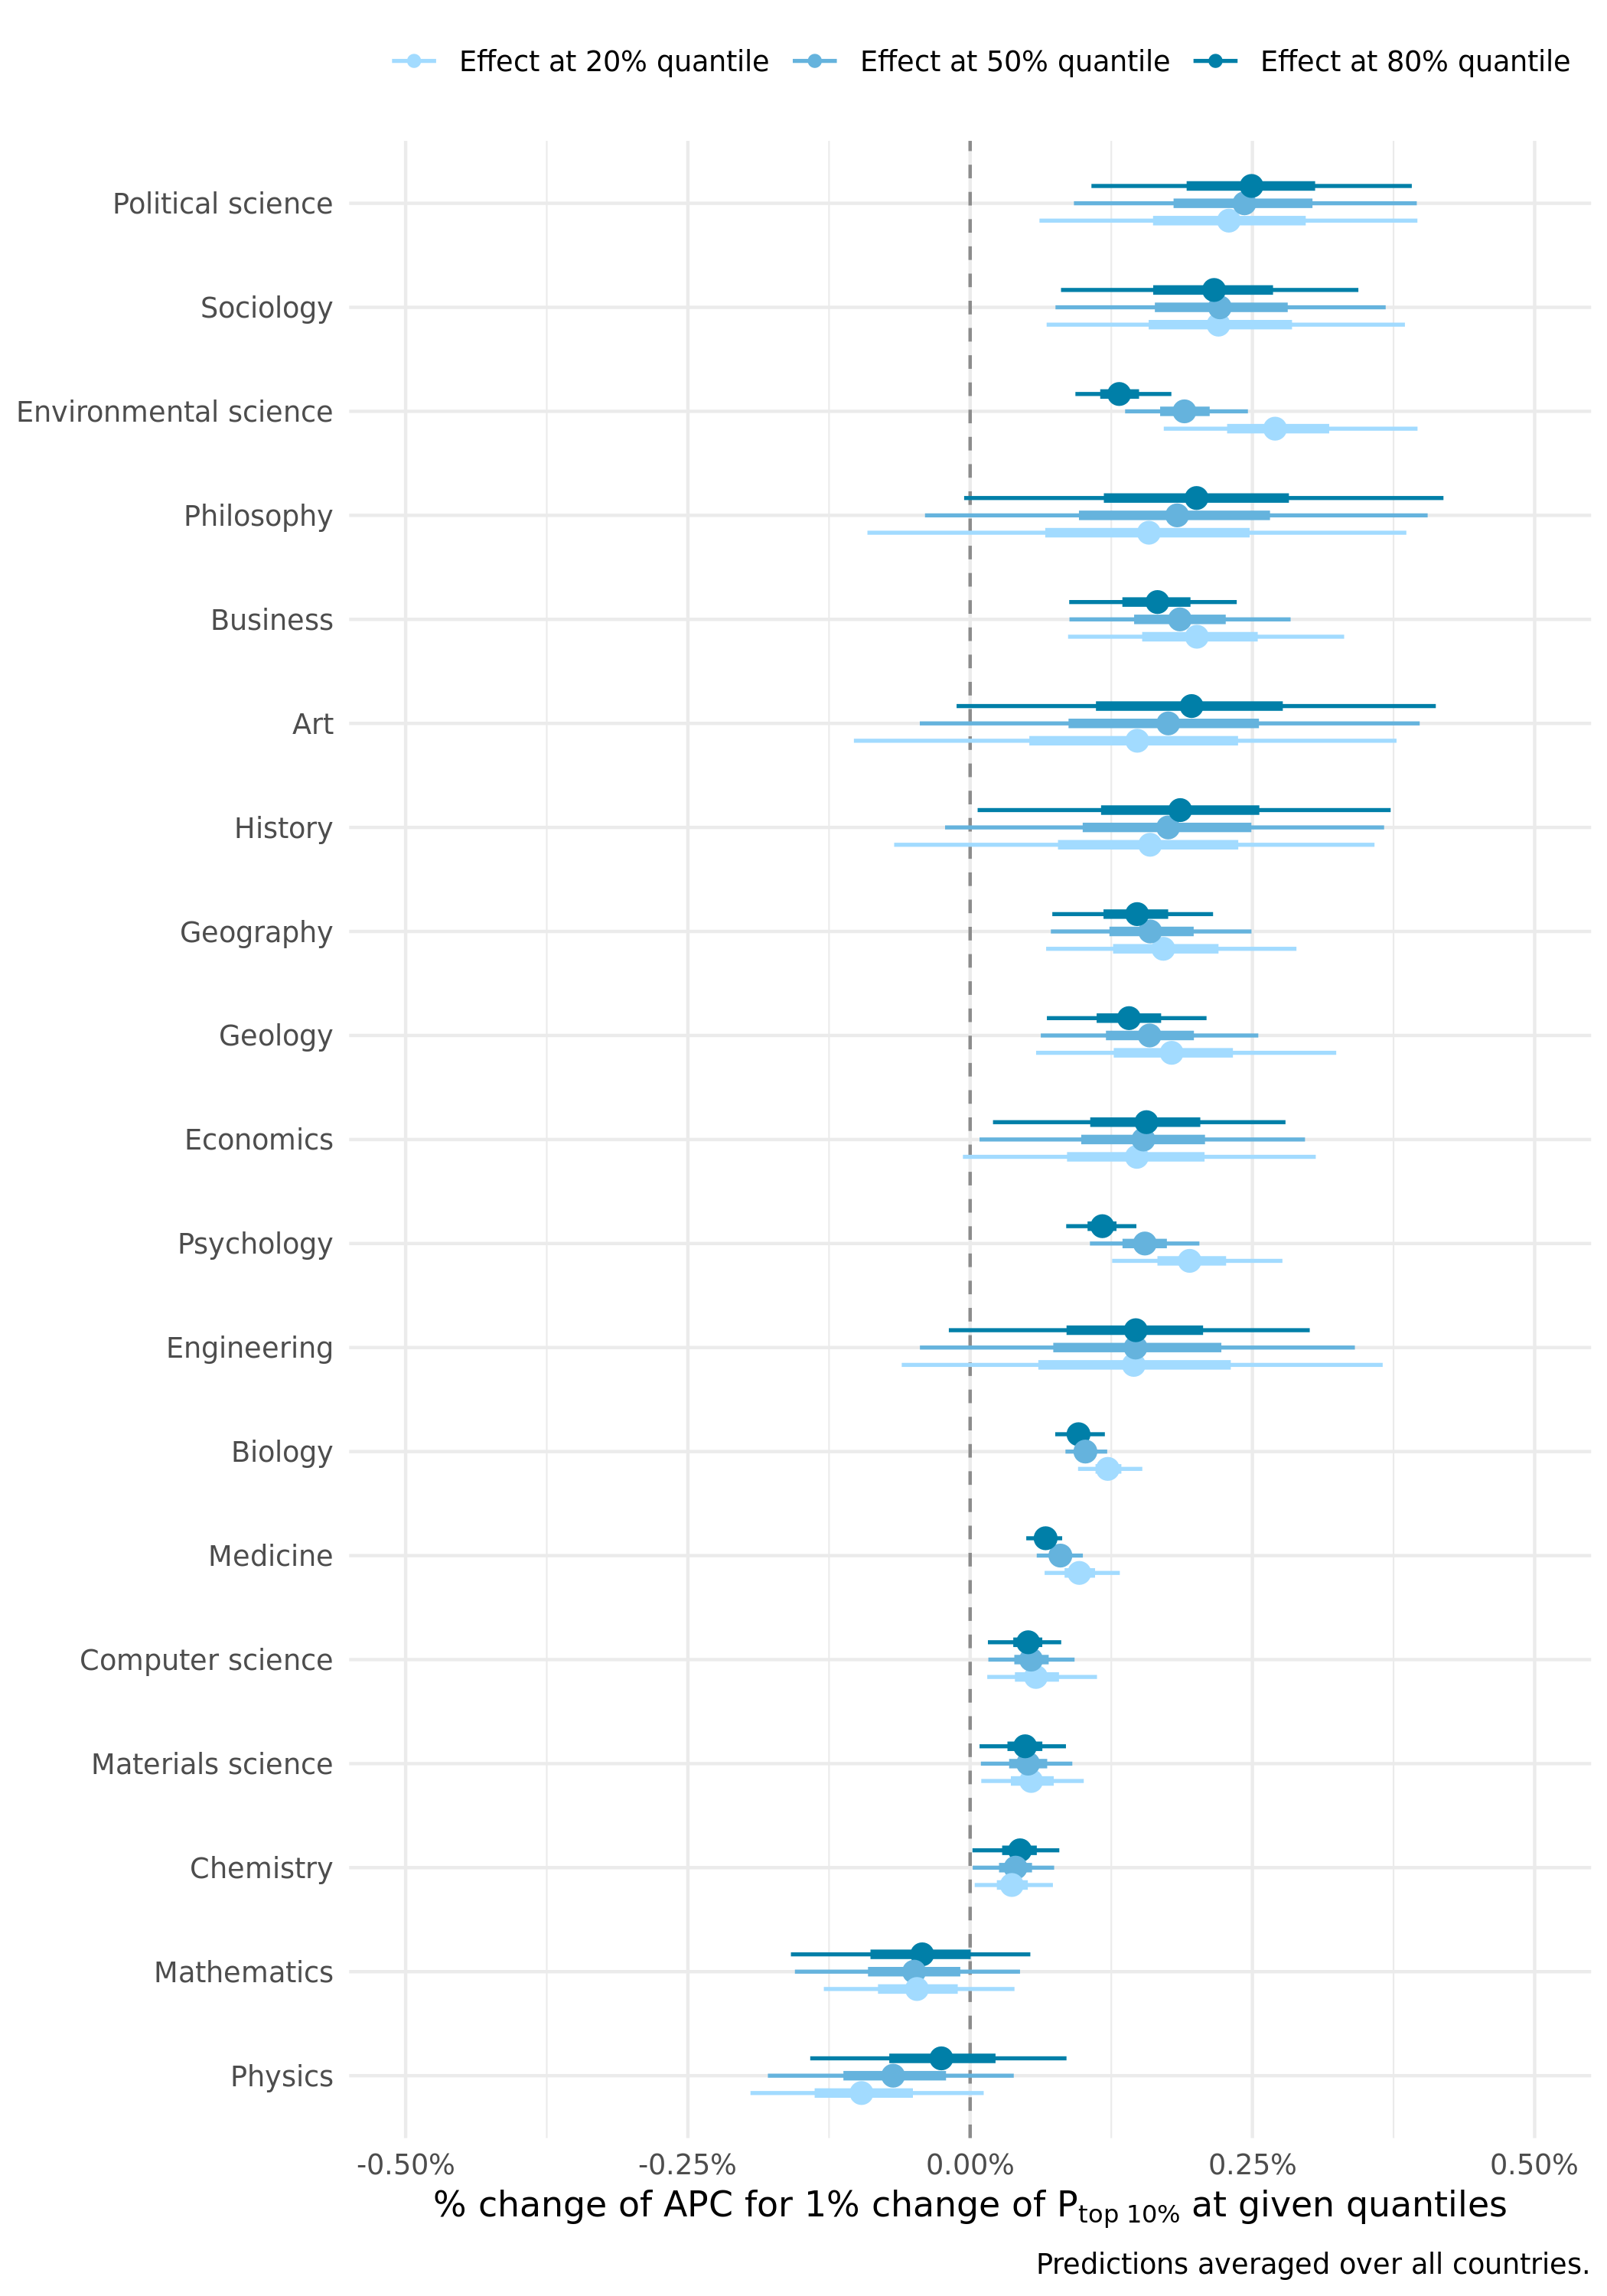 Effect at 20% quantile Effect at 50% quantile Effect at 80% quantile
Political science
Sociology
Environmental science
Philosophy
Business
Art
History
Geography
Geology
Economics
Psychology
Engineering
Biology
Medicine
Computer science
Materials science
Chemistry
Mathematics
Physics
-0.50% -0.25% 0.00% 0.25% 0.50%
% change of APC for 1% change of Ptop 10% at given quantiles
Predictions averaged over all countries.